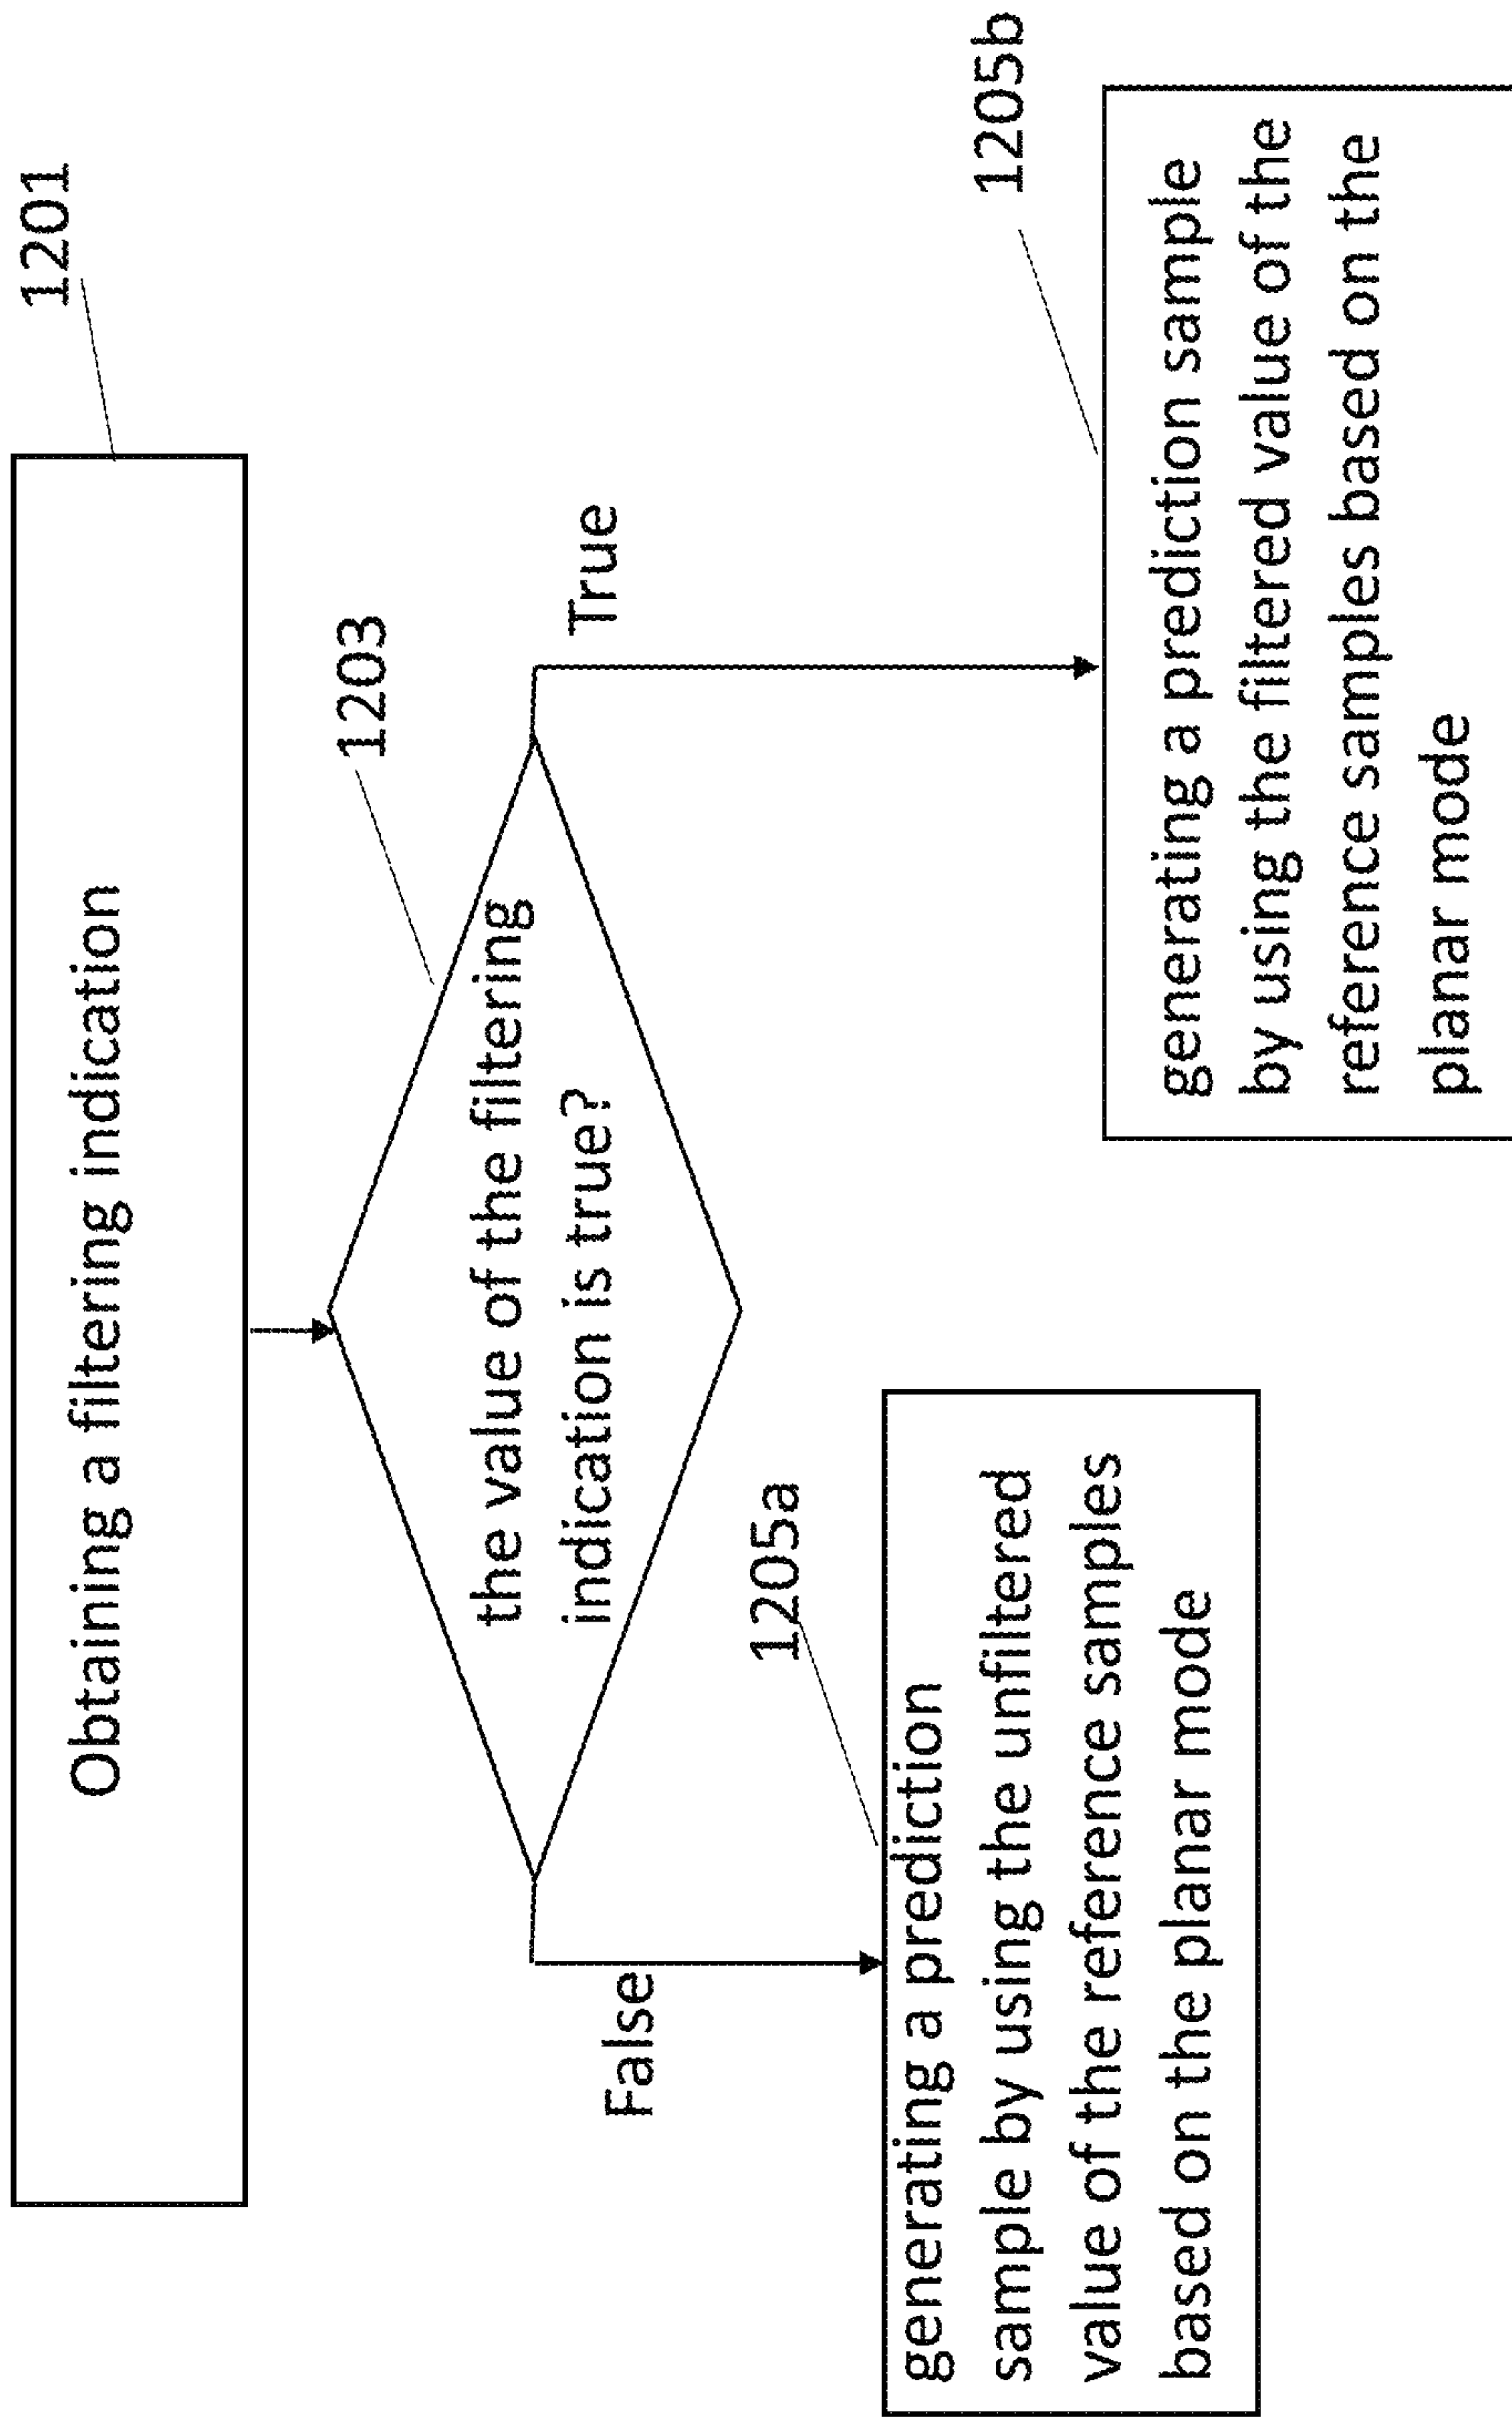 1201
Obtaining a filtering indication
1203
the value of the filtering
indication is true?
False
True
1205a
generating a prediction
sample by using the unfiltered
value of the reference samples
based on the planar mode
1205b
generating a prediction sample
by using the filtered value of the
reference samples based on the
planar mode